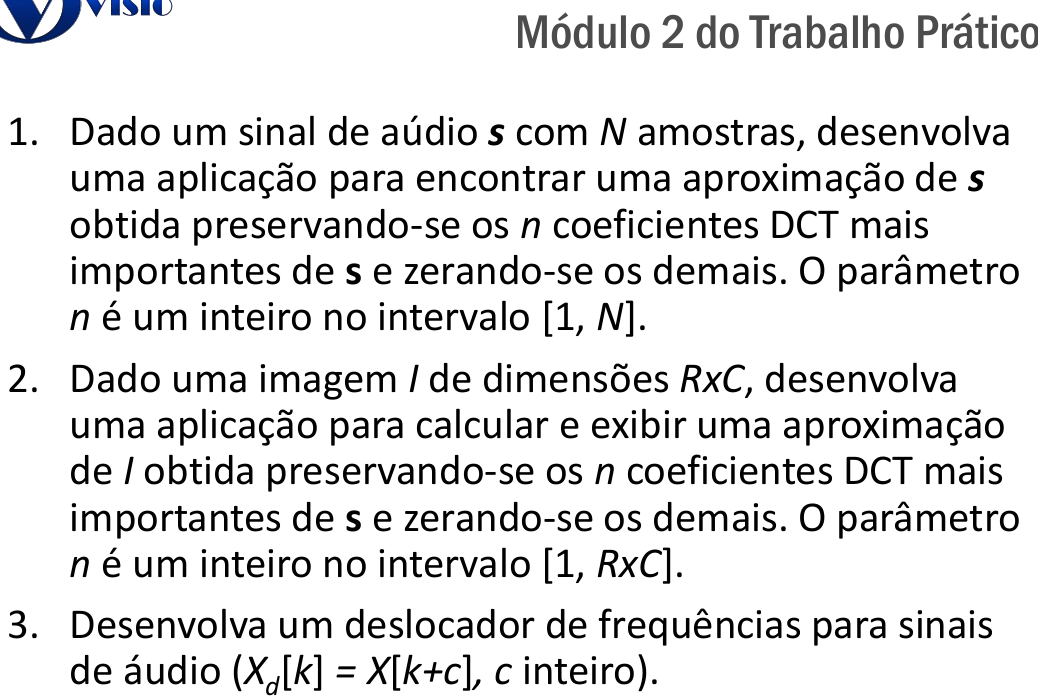 VISIO
Módulo 2 do Trabalho Prático
1. Dado um sinal de aúdio s com N amostras, desenvolva
uma aplicação para encontrar uma aproximação de s
obtida preservando-se os n coeficientes DCT mais
importantes de s e zerando-se os demais. O parâmetro
n é um inteiro no intervalo [1, N].
2. Dado uma imagem I de dimensões RxC, desenvolva
uma aplicação para calcular e exibir uma aproximação
de I obtida preservando-se os n coeficientes DCT mais
importantes de s e zerando-se os demais. O parâmetro
n é um inteiro no intervalo [1, RxC].
3. Desenvolva um deslocador de frequências para sinais
de áudio (Xd[k] = X[k+c], c inteiro).